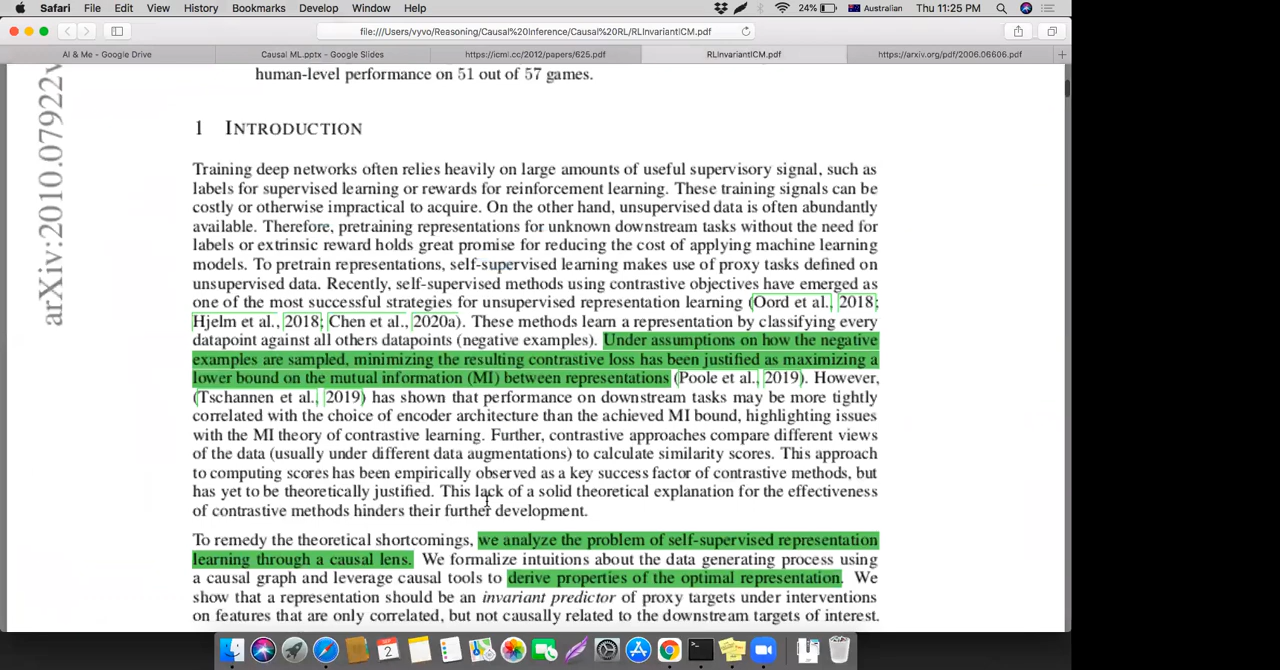 Safari File Edit View History Bookmarks Develop Window Help 24% Australian Thu 11:25 PM
file:///Users/vyvo/Reasoning/Causal%20Inference/Causal%20RL/RLInvariantICM.pdf
AI & Me - Google Drive Causal ML.pptx - Google Slides https://icml.cc/2012/papers/625.pdf RLInvariantICM.pdf https://arxiv.org/pdf/2006.06606.pdf
arXiv:2010.07922v
human-level performance on 51 out of 57 games.
1 INTRODUCTION
Training deep networks often relies heavily on large amounts of useful supervisory signal, such as
labels for supervised learning or rewards for reinforcement learning. These training signals can be
costly or otherwise impractical to acquire. On the other hand, unsupervised data is often abundantly
available. Therefore, pretraining representations for unknown downstream tasks without the need for
labels or extrinsic reward holds great promise for reducing the cost of applying machine learning
models. To pretrain representations, self-supervised learning makes use of proxy tasks defined on
unsupervised data. Recently, self-supervised methods using contrastive objectives have emerged as
one of the most successful strategies for unsupervised representation learning (Oord et al., 2018;
Hjelm et al., 2018; Chen et al., 2020a). These methods learn a representation by classifying every
datapoint against all others datapoints (negative examples). Under assumptions on how the negative
examples are sampled, minimizing the resulting contrastive loss has been justified as maximizing a
lower bound on the mutual information (MI) between representations (Poole et al., 2019). However,
(Tschannen et al., 2019) has shown that performance on downstream tasks may be more tightly
correlated with the choice of encoder architecture than the achieved MI bound, highlighting issues
with the MI theory of contrastive learning. Further, contrastive approaches compare different views
of the data (usually under different data augmentations) to calculate similarity scores. This approach
to computing scores has been empirically observed as a key success factor of contrastive methods, but
has yet to be theoretically justified. This lack of a solid theoretical explanation for the effectiveness
of contrastive methods hinders their further development.
To remedy the theoretical shortcomings, we analyze the problem of self-supervised representation
learning through a causal lens. We formalize intuitions about the data generating process using
a causal graph and leverage causal tools to derive properties of the optimal representation. We
show that a representation should be an invariant predictor of proxy targets under interventions
on features that are only correlated, but not causally related to the downstream targets of interest.